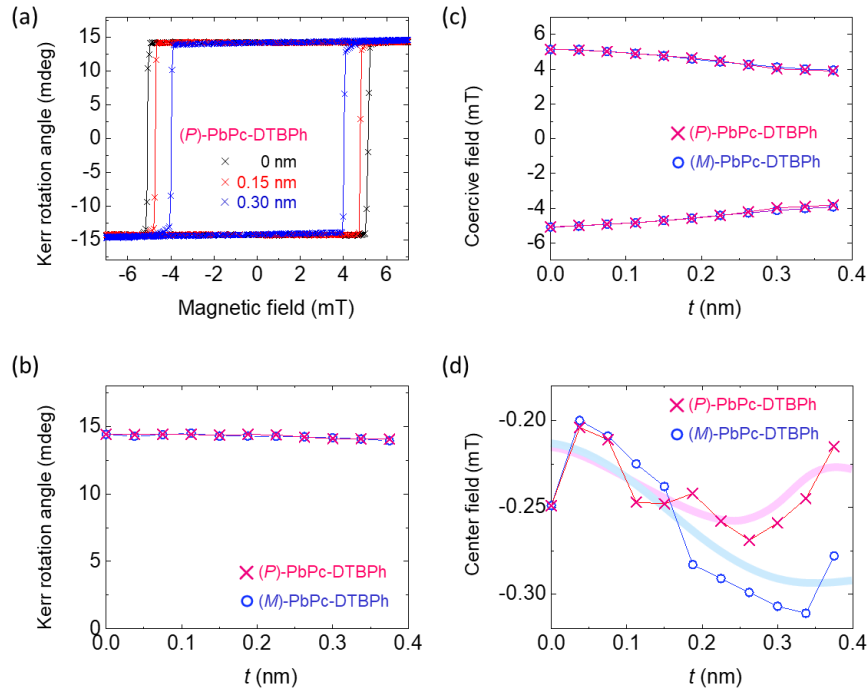 (a)
Kerr rotation angle (mdeg)
15
10
5
0
-5
-10
-15
(P)-PbPc-DTBPh
0 nm
0.15 nm
0.30 nm
-6 -4 -2 0 2 4 6
Magnetic field (mT)
(c)
Coercive field (mT)
6
4
2
0
-2
-4
-6
(P)-PbPc-DTBPh
(M)-PbPc-DTBPh
0.0 0.1 0.2 0.3 0.4
t (nm)
(b)
Kerr rotation angle (mdeg)
15
10
5
0
(P)-PbPc-DTBPh
(M)-PbPc-DTBPh
0.0 0.1 0.2 0.3 0.4
t (nm)
(d)
Center field (mT)
-0.20
-0.25
-0.30
(P)-PbPc-DTBPh
(M)-PbPc-DTBPh
0.0 0.1 0.2 0.3 0.4
t (nm)